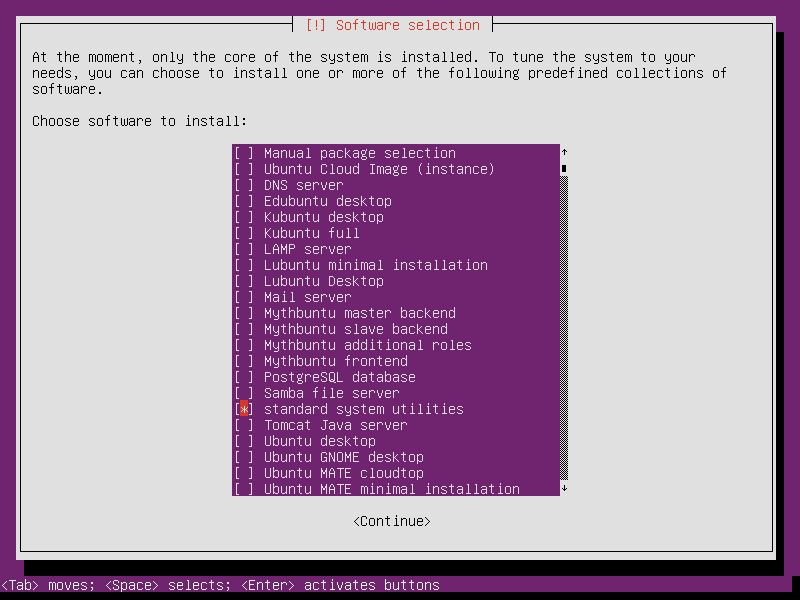 [!] Software selection
At the moment, only the core of the system is installed. To tune the system to your
needs, you can choose to install one or more of the following predefined collections of
software.
Choose software to install:
[ ] Manual package selection
[ ] Ubuntu Cloud Image (instance)
[ ] DNS server
[ ] Edubuntu desktop
[ ] Kubuntu desktop
[ ] Kubuntu full
[ ] LAMP server
[ ] Lubuntu minimal installation
[ ] Lubuntu Desktop
[ ] Mail server
[ ] Mythbuntu master backend
[ ] Mythbuntu slave backend
[ ] Mythbuntu additional roles
[ ] Mythbuntu frontend
[ ] PostgreSQL database
[ ] Samba file server
[*] standard system utilities
[ ] Tomcat Java server
[ ] Ubuntu desktop
[ ] Ubuntu GNOME desktop
[ ] Ubuntu MATE cloudtop
[ ] Ubuntu MATE minimal installation
<Continue>
<Tab> moves; <Space> selects; <Enter> activates buttons